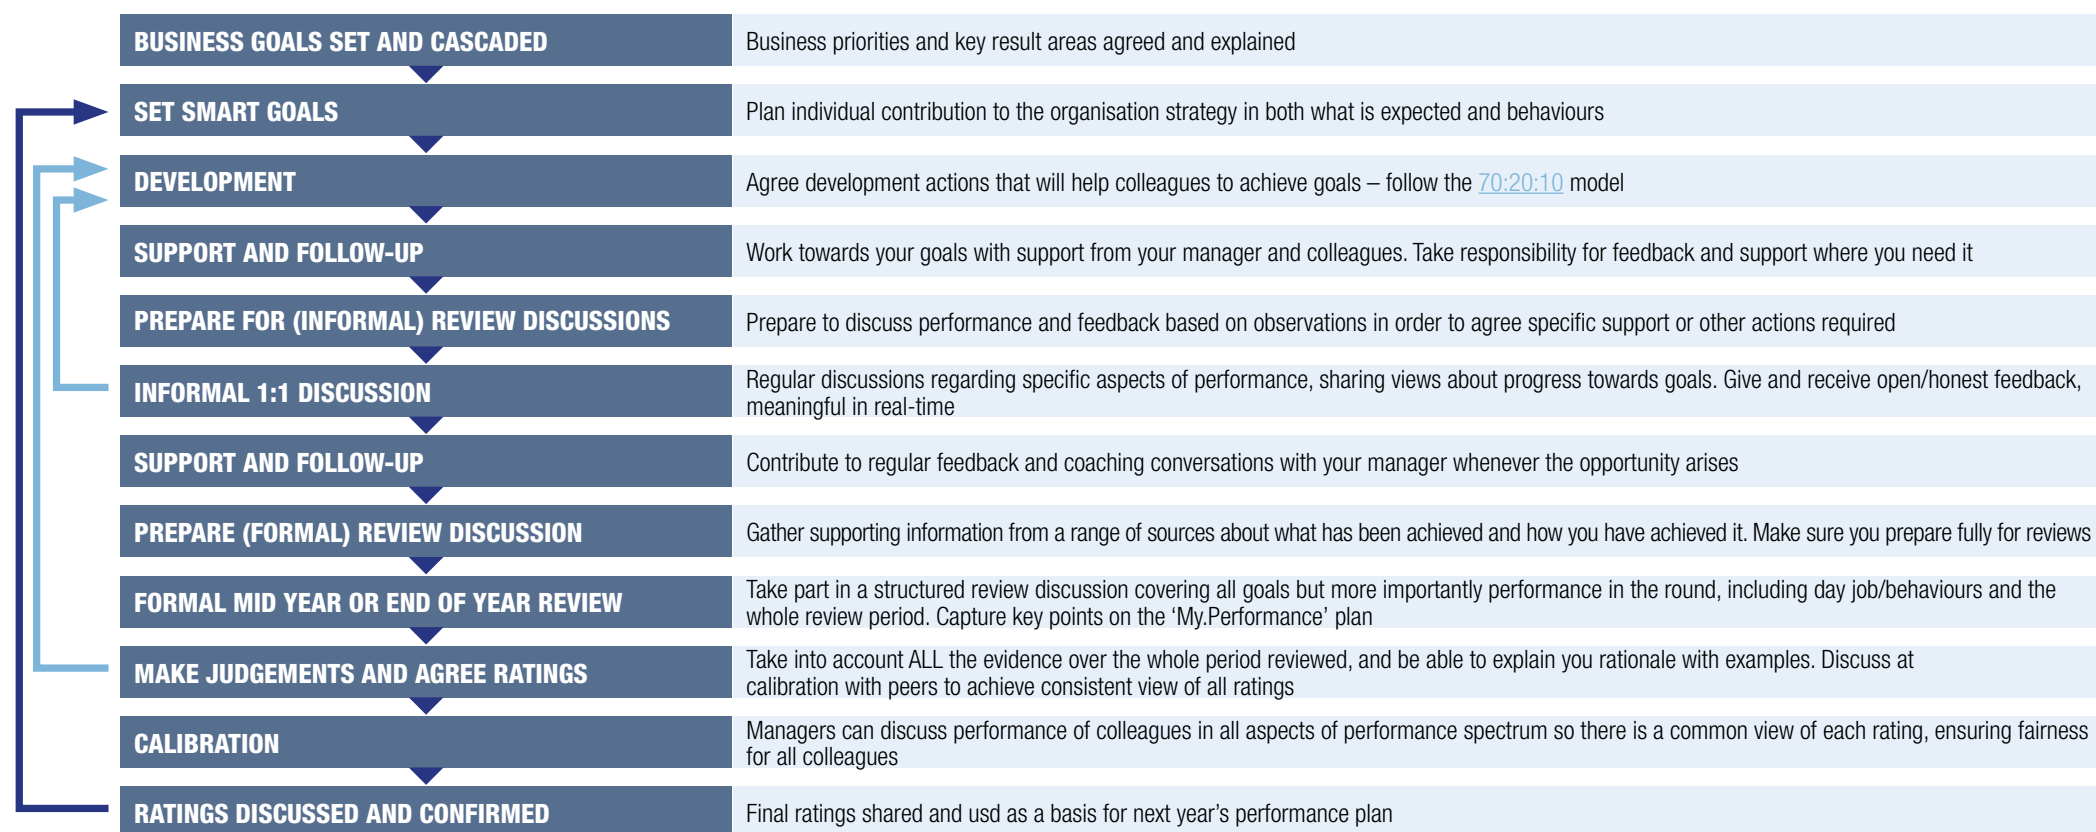 BUSINESS GOALS SET AND CASCADED
Business priorities and key result areas agreed and explained
SET SMART GOALS
Plan individual contribution to the organisation strategy in both what is expected and behaviours
DEVELOPMENT
Agree development actions that will help colleagues to achieve goals – follow the 70:20:10 model
SUPPORT AND FOLLOW-UP
Work towards your goals with support from your manager and colleagues. Take responsibility for feedback and support where you need it
PREPARE FOR (INFORMAL) REVIEW DISCUSSIONS
Prepare to discuss performance and feedback based on observations in order to agree specific support or other actions required
INFORMAL 1:1 DISCUSSION
Regular discussions regarding specific aspects of performance, sharing views about progress towards goals. Give and receive open/honest feedback,
meaningful in real-time
SUPPORT AND FOLLOW-UP
Contribute to regular feedback and coaching conversations with your manager whenever the opportunity arises
PREPARE (FORMAL) REVIEW DISCUSSION
Gather supporting information from a range of sources about what has been achieved and how you have achieved it. Make sure you prepare fully for reviews
FORMAL MID YEAR OR END OF YEAR REVIEW
Take part in a structured review discussion covering all goals but more importantly performance in the round, including day job/behaviours and the
whole review period. Capture key points on the ‘My.Performance’ plan
MAKE JUDGEMENTS AND AGREE RATINGS
Take into account ALL the evidence over the whole period reviewed, and be able to explain you rationale with examples. Discuss at
calibration with peers to achieve consistent view of all ratings
CALIBRATION
Managers can discuss performance of colleagues in all aspects of performance spectrum so there is a common view of each rating, ensuring fairness
for all colleagues
RATINGS DISCUSSED AND CONFIRMED
Final ratings shared and usd as a basis for next year’s performance plan